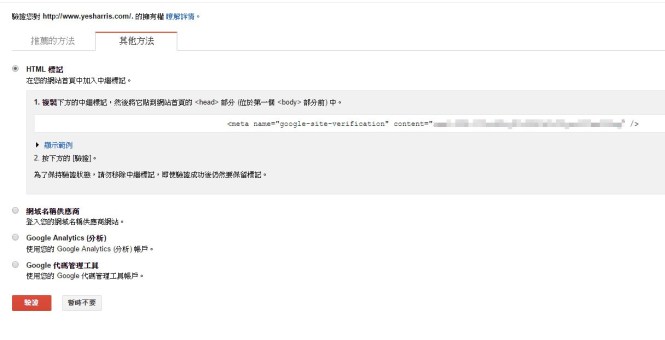 驗證您對 http://www.yesharris.com/. 的擁有權 瞭解詳情。
推薦的方法 其他方法
HTML 標記
在您的網站首頁中加入中繼標記。
1. 複製下方的中繼標記，然後將它貼到網站首頁的 <head> 部分 (位於第一個 <body> 部分前) 中。
<meta name="google-site-verification" content=" " />
顯示範例
2. 按下方的 [驗證]。
為了保持驗證狀態，請勿移除中繼標記，即使驗證成功後仍然要保留標記。
網域名稱供應商
登入您的網域名稱供應商網站。
Google Analytics (分析)
使用您的 Google Analytics (分析) 帳戶。
Google 代碼管理工具
使用您的 Google 代碼管理工具帳戶。
驗證 暫時不要